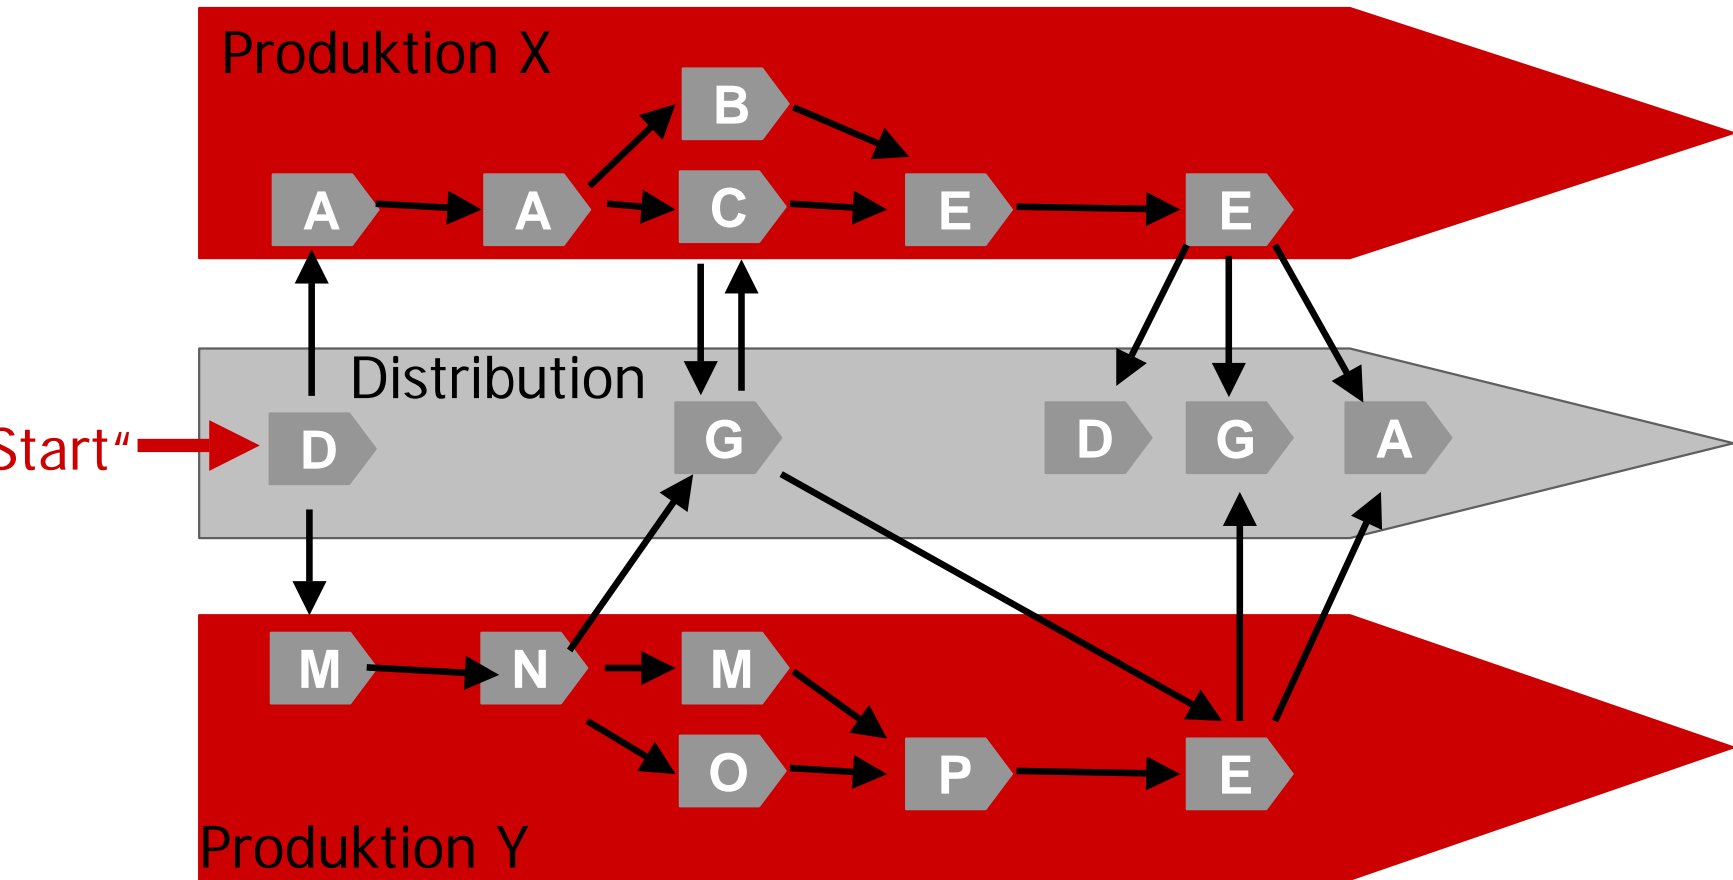 Produktion X
B
A A C E E
Distribution
Start“
D G D G A
M N M
O P E
Produktion Y